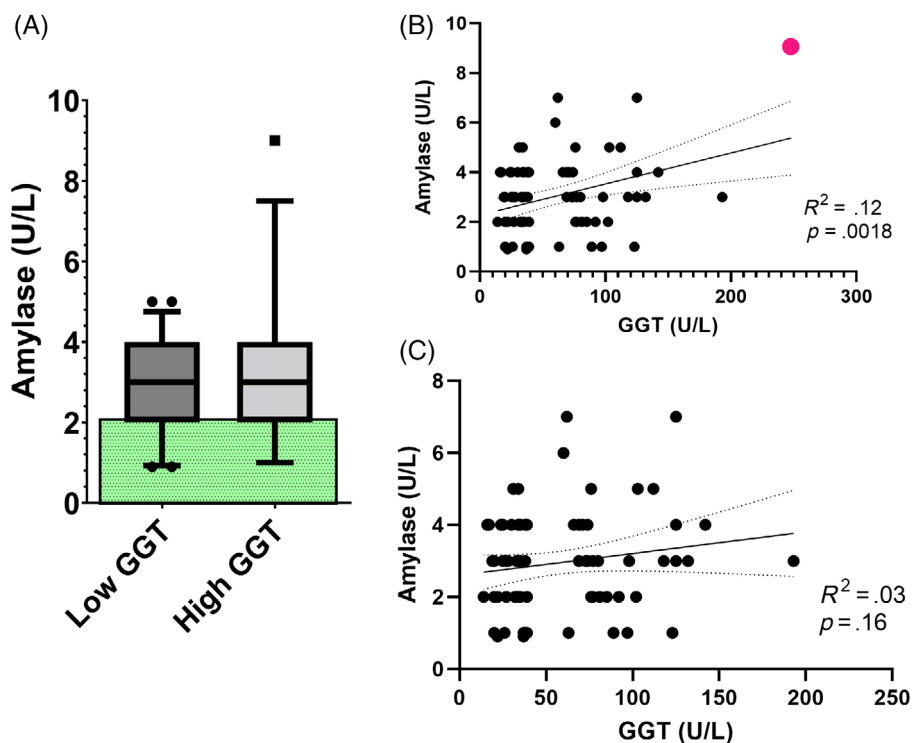 (A)
Amylase (U/L)
10
8
6
4
2
0
Low GGT
High GGT
(B)
Amylase (U/L)
10
8
6
4
2
0
0
100
200
300
GGT (U/L)
R² = .12
p = .0018
(C)
Amylase (U/L)
8
6
4
2
0
0
50
100
150
200
250
GGT (U/L)
R² = .03
p = .16